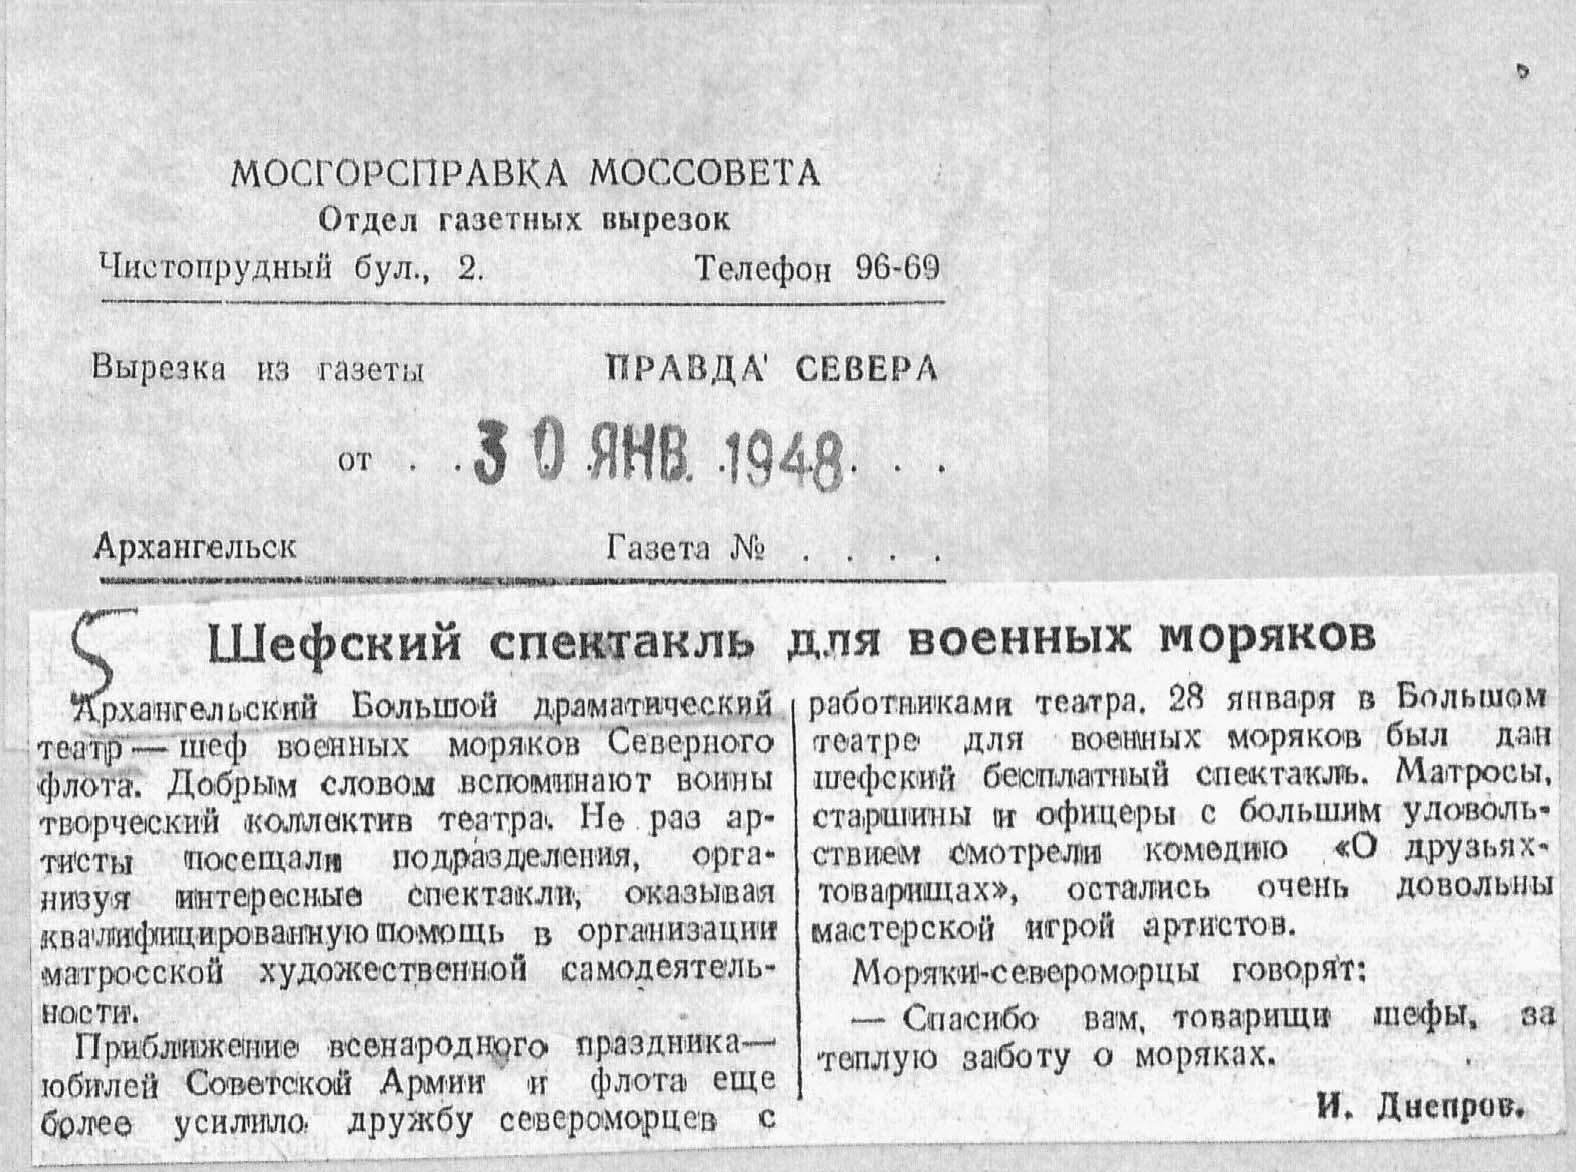 МОСГОРСПРАВКА МОССОВЕТА
Отдел газетных вырезок
Чистопрудный бул., 2. Телефон 96-69
Вырезка из газеты ПРАВДА СЕВЕРА
от . . 30 ЯНВ. 1948 . . .
Архангельск Газета № . . . .
5
Шефский спектакль для военных моряков
Архангельский Большой драматический
театр — шеф военных моряков Северного
флота. Добрым словом вспоминают воины
творческий коллектив театра. Не раз ар-
тисты посещали подразделения, орга-
низуя интересные спектакли, оказывая
квалифицированную помощь в организации
матросской художественной самодеятель-
ности.
Приближение всенародного праздника—
юбилей Советской Армии и флота еще
более усилило дружбу североморцев с
работниками театра. 28 января в Большом
театре для военных моряков был дан
шефский бесплатный спектакль. Матросы,
старшины и офицеры с большим удоволь-
ствием смотрели комедию «О друзьях-
товарищах», остались очень довольны
мастерской игрой артистов.
Моряки-североморцы говорят:
— Спасибо вам, товарищи шефы, за
теплую заботу о моряках.
И. Днепров.